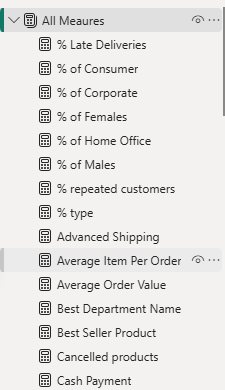 All Meaures
% Late Deliveries
% of Consumer
% of Corporate
% of Females
% of Home Office
% of Males
% repeated customers
% type
Advanced Shipping
Average Item Per Order
Average Order Value
Best Department Name
Best Seller Product
Cancelled products
Cash Payment